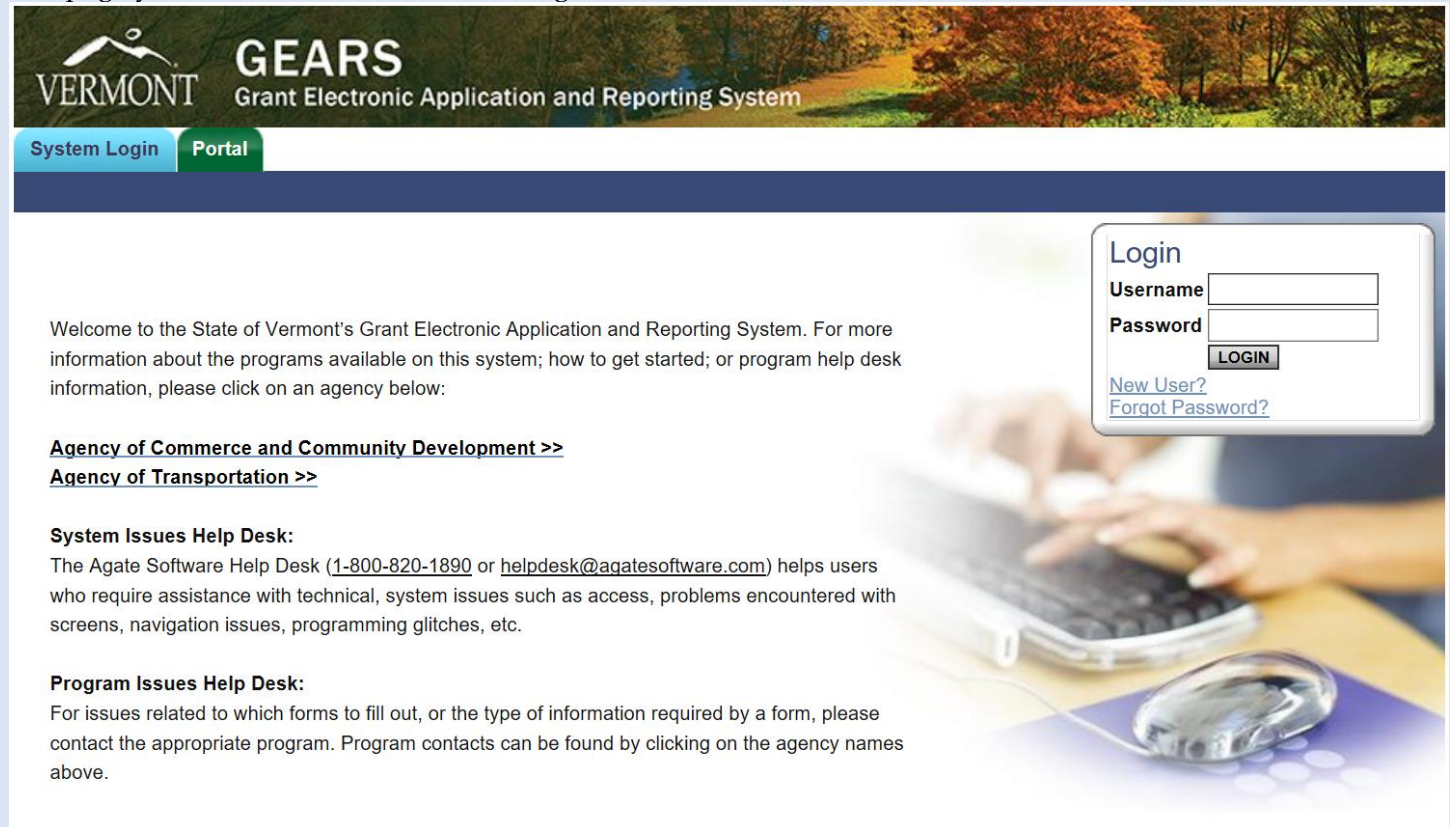 VERMONT
GEARS
Grant Electronic Application and Reporting System
System Login
Portal
Login
Username
Password
LOGIN
New User?
Forgot Password?
Welcome to the State of Vermont's Grant Electronic Application and Reporting System. For more
information about the programs available on this system; how to get started; or program help desk
information, please click on an agency below:
Agency of Commerce and Community Development >>
Agency of Transportation >>
System Issues Help Desk:
The Agate Software Help Desk (1-800-820-1890 or helpdesk@agatesoftware.com) helps users
who require assistance with technical, system issues such as access, problems encountered with
screens, navigation issues, programming glitches, etc.
Program Issues Help Desk:
For issues related to which forms to fill out, or the type of information required by a form, please
contact the appropriate program. Program contacts can be found by clicking on the agency names
above.